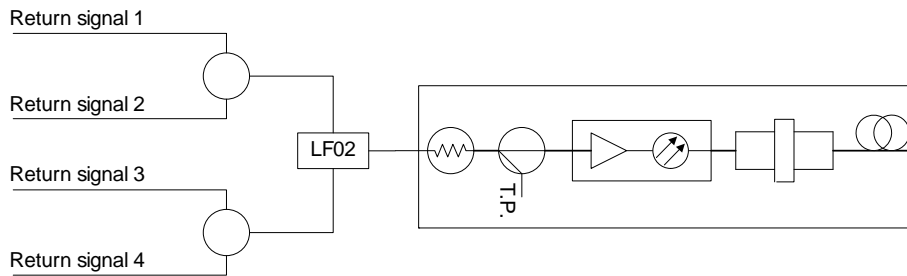 Return signal 1
Return signal 2
LF02
Return signal 3
T.P.
Return signal 4